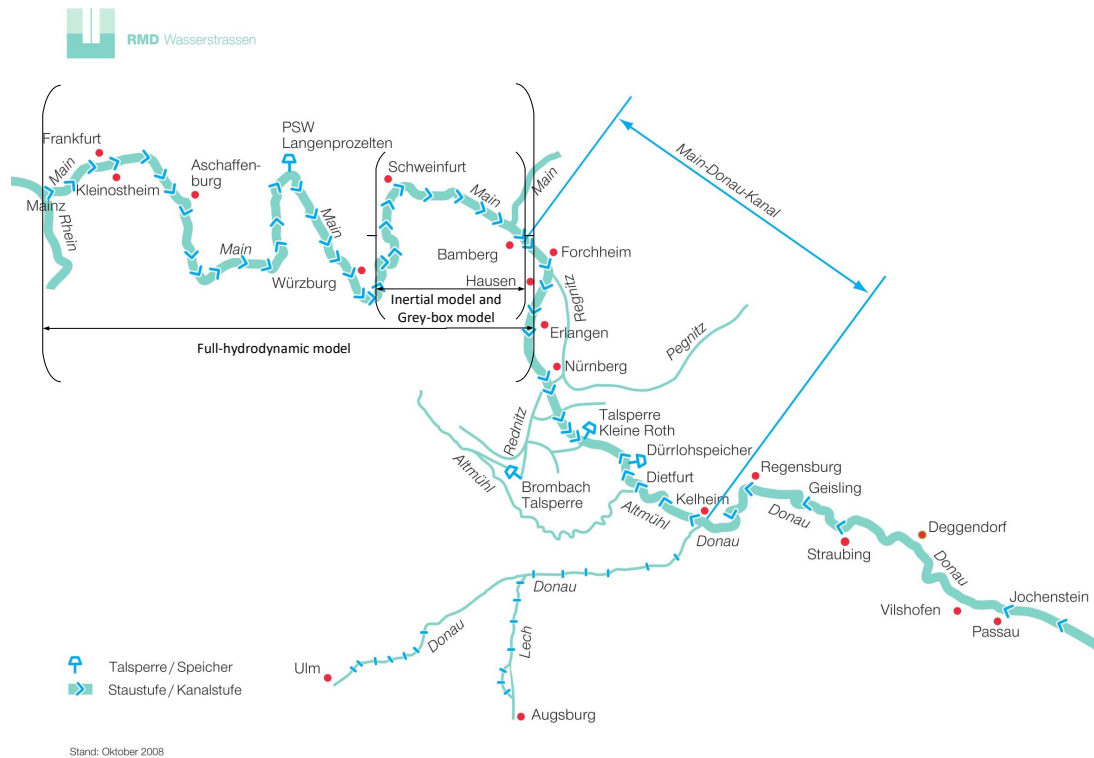 RMD Wasserstrassen
Frankfurt
Main
Kleinostheim
Mainz
Rhein
Aschaffen-
burg
PSW
Langenprozelten
Main
Main
Würzburg
Schweinfurt
Main
Main
Bamberg
Forchheim
Hausen
Regnitz
Inertial model and
Grey-box model
Full-hydrodynamic model
Erlangen
Nürnberg
Pegnitz
Main-Donau-Kanal
Rednitz
Talsperre
Kleine Roth
Dürrlohspeicher
Altmühl
Brombach
Talsperre
Dietfurt
Altmühl
Kelheim
Donau
Regensburg
Geisling
Donau
Straubing
Deggendorf
Donau
Vilshofen
Passau
Jochenstein
Donau
Donau
Lech
Ulm
Augsburg
Talsperre / Speicher
Staustufe / Kanalstufe
Stand: Oktober 2008